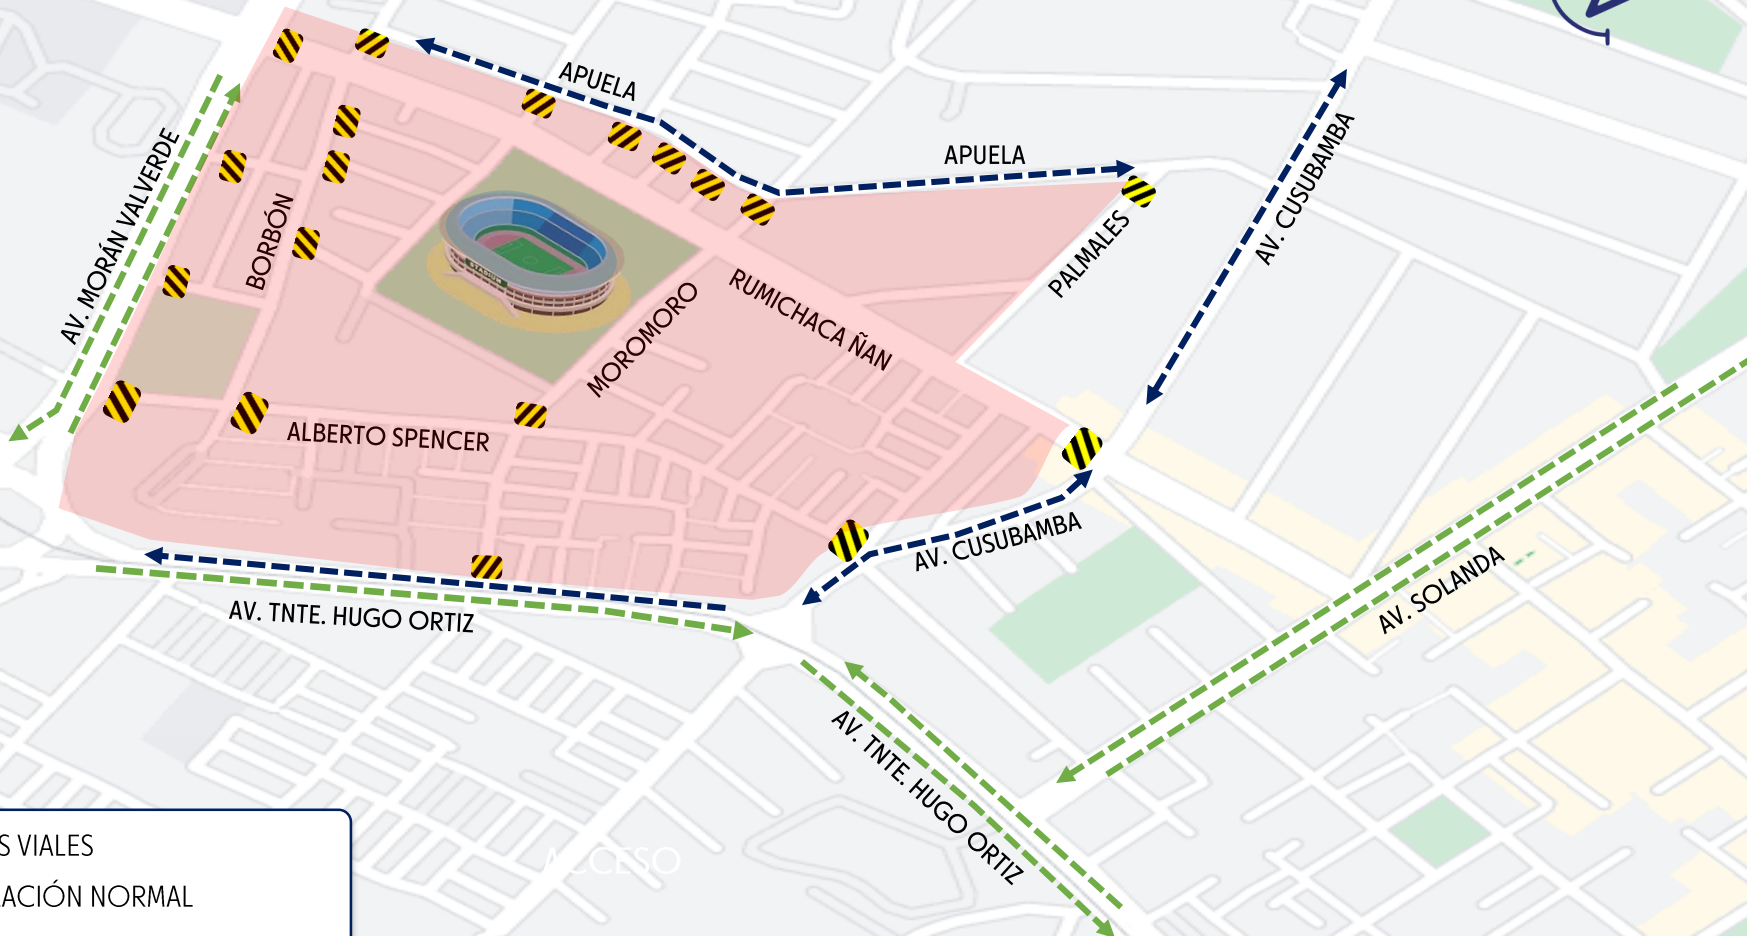 APUELA
APUELA
AV. CUSUBAMBA
AV. MORÁN VALVERDE
BORBÓN
STADIUM
PALMALES
RUMICHACA ÑAN
MOROMORO
ALBERTO SPENCER
AV. CUSUBAMBA
AV. SOLANDA
AV. TNTE. HUGO ORTIZ
AV. TNTE. HUGO ORTIZ
S VIALES
ACCESO
ACIÓN NORMAL